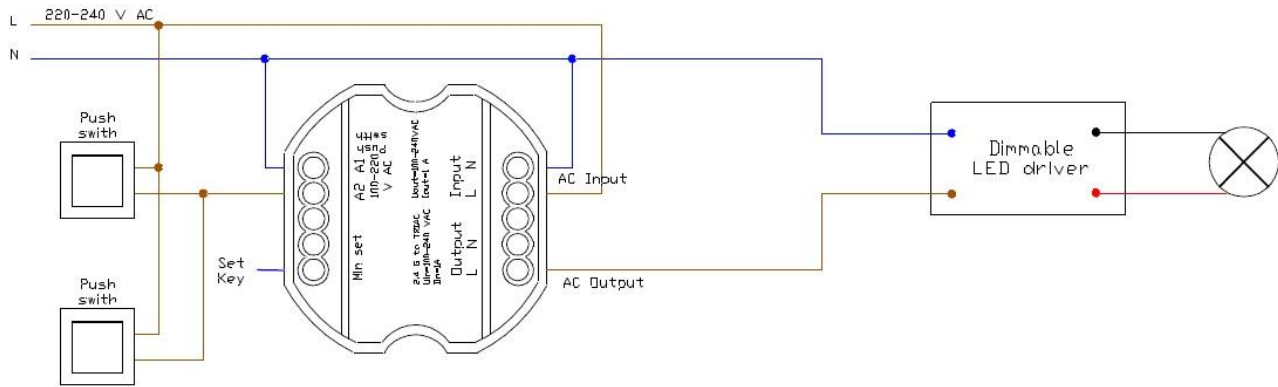 L 220-240 V AC
N
Push
swith
Push
swith
Set
Key
Push
swith
A2 A1
100-220
V AC
Min set
Uout=100-240VAC
Iout=1 A
2,4 G to TRIAC
Uin=100-240 VAC
Iin=1A
Input
L N
Output
L N
AC Input
AC Output
Dimmable
LED driver